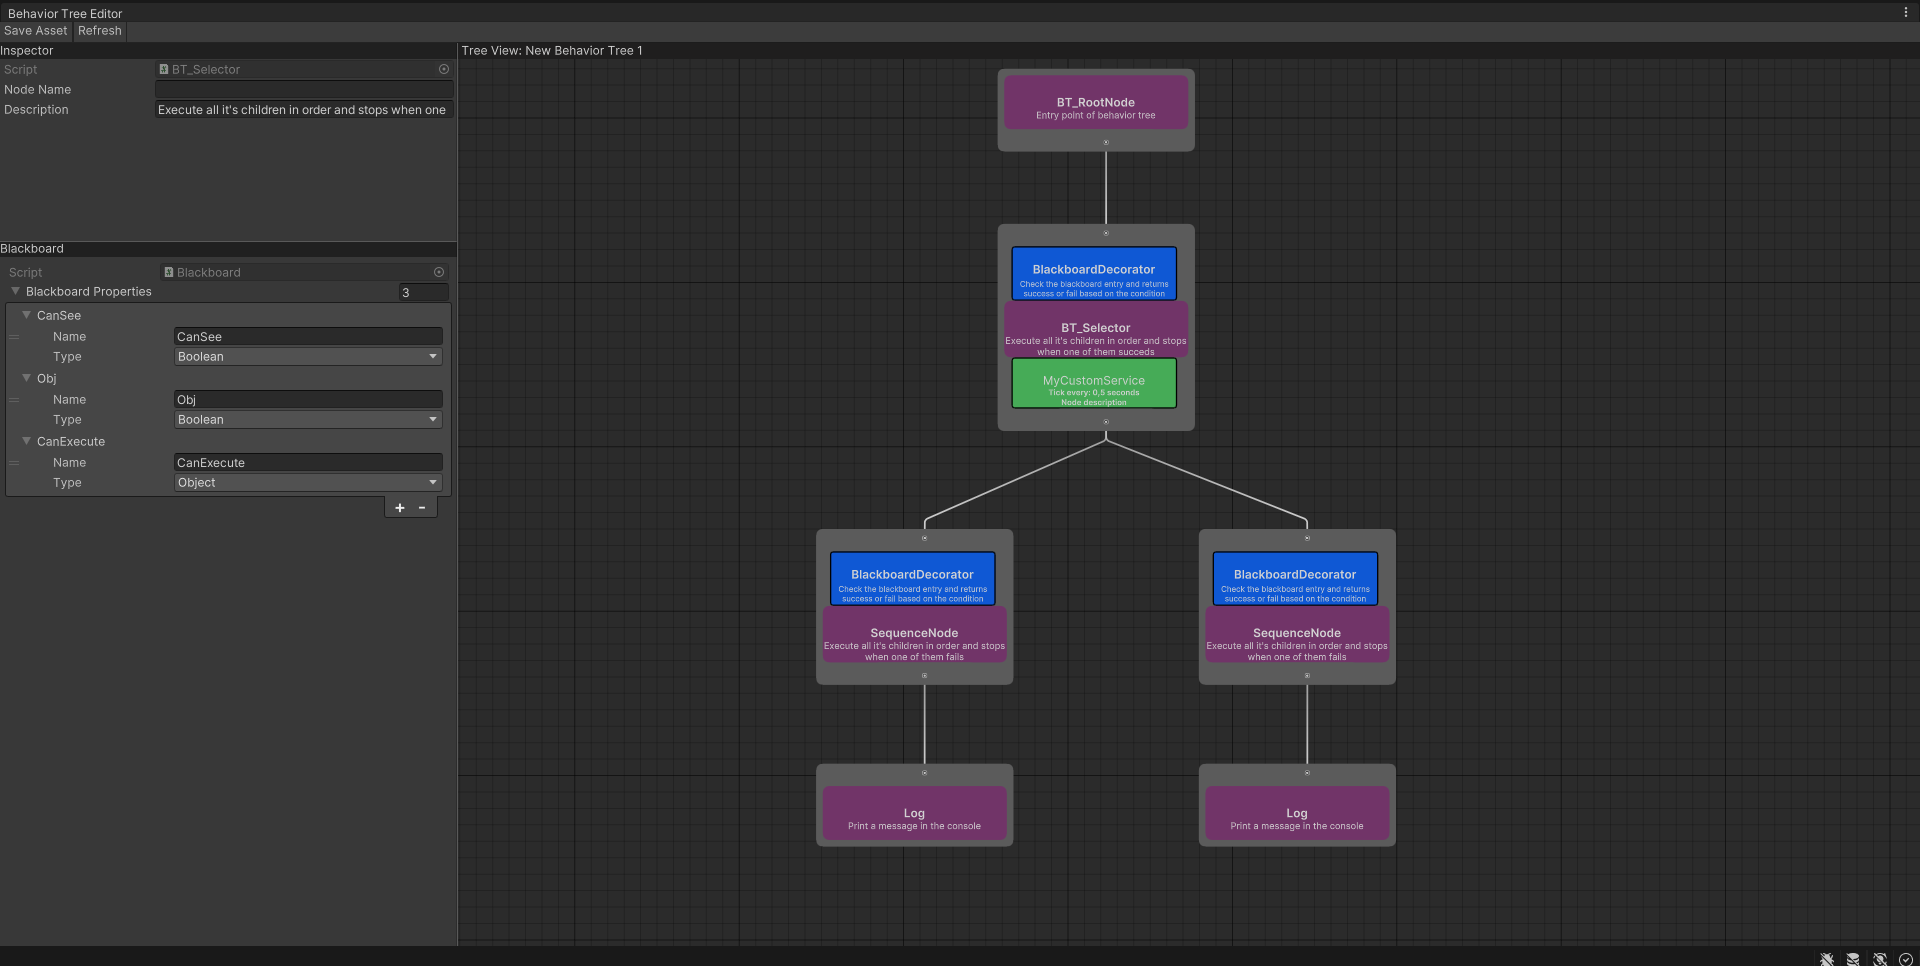 Behavior Tree Editor
Save Asset Refresh
Inspector
Script BT_Selector
Node Name
Description Execute all it's children in order and stops when one
Blackboard
Script Blackboard
Blackboard Properties 3
CanSee
Name CanSee
Type Boolean
Obj
Name Obj
Type Boolean
CanExecute
Name CanExecute
Type Object
+ -
Tree View: New Behavior Tree 1
BT_RootNode
Entry point of behavior tree
BlackboardDecorator
Check the blackboard entry and returns
success or fail based on the condition
BT_Selector
Execute all it's children in order and stops
when one of them succeds
MyCustomService
Tick every: 0,5 seconds
Node description
BlackboardDecorator
Check the blackboard entry and returns
success or fail based on the condition
SequenceNode
Execute all it's children in order and stops
when one of them fails
BlackboardDecorator
Check the blackboard entry and returns
success or fail based on the condition
SequenceNode
Execute all it's children in order and stops
when one of them fails
Log
Print a message in the console
Log
Print a message in the console